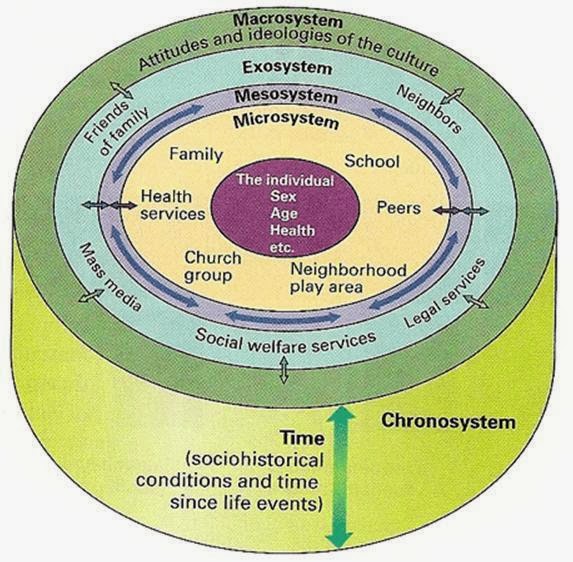 Macrosystem
Attitudes and ideologies of the culture
Exosystem
Mesosystem
Microsystem
Friends
of family
Neighbors
Family
School
The individual
Sex
Age
Health
etc.
Health
services
Peers
Church
group
Neighborhood
play area
Mass media
Legal services
Social welfare services
Chronosystem
Time
(sociohistorical
conditions and time
since life events)